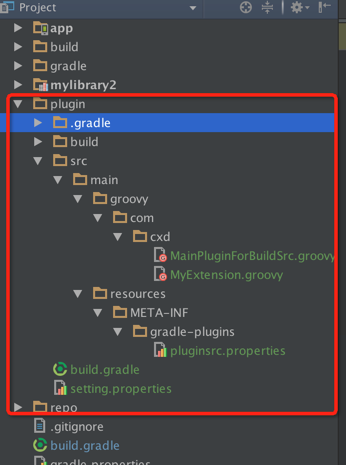 Project
app
build
gradle
mylibrary2
plugin
.gradle
build
src
main
groovy
com
cxd
MainPluginForBuildSrc.groovy
MyExtension.groovy
resources
META-INF
gradle-plugins
pluginsrc.properties
build.gradle
setting.properties
repo
.gitignore
build.gradle
gradle.properties